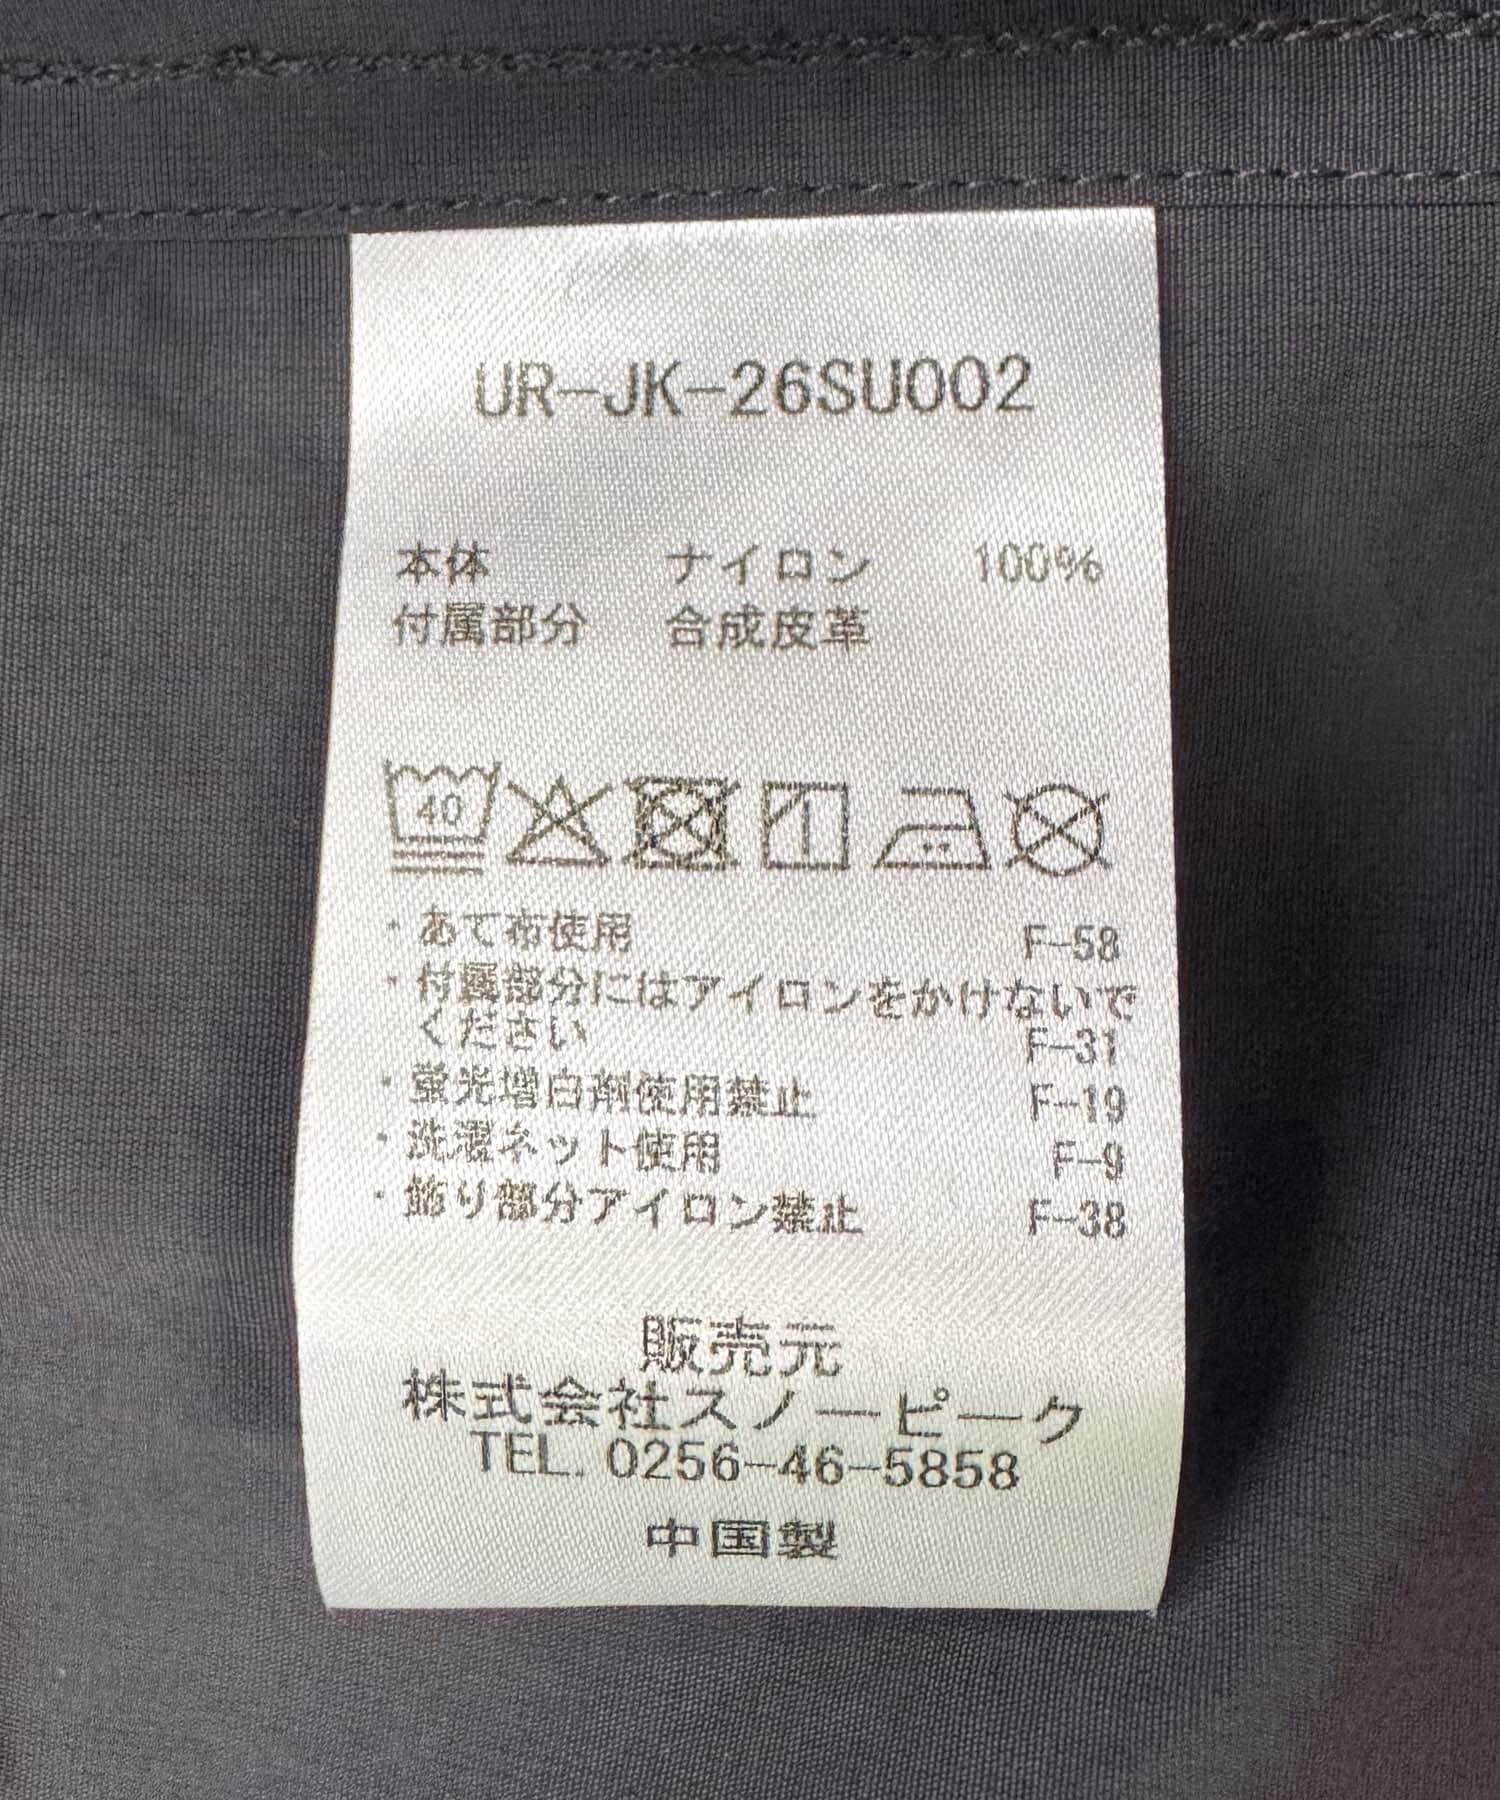 UR-JK-26SU002
本体 ナイロン 100%
付属部分 合成皮革
40
・あて布使用 F-58
・付属部分にはアイロンをかけないで
ください F-31
・蛍光増白剤使用禁止 F-19
・洗濯ネット使用 F-9
・飾り部分アイロン禁止 F-38
販売元
株式会社スノーピーク
TEL. 0256-46-5858
中国製